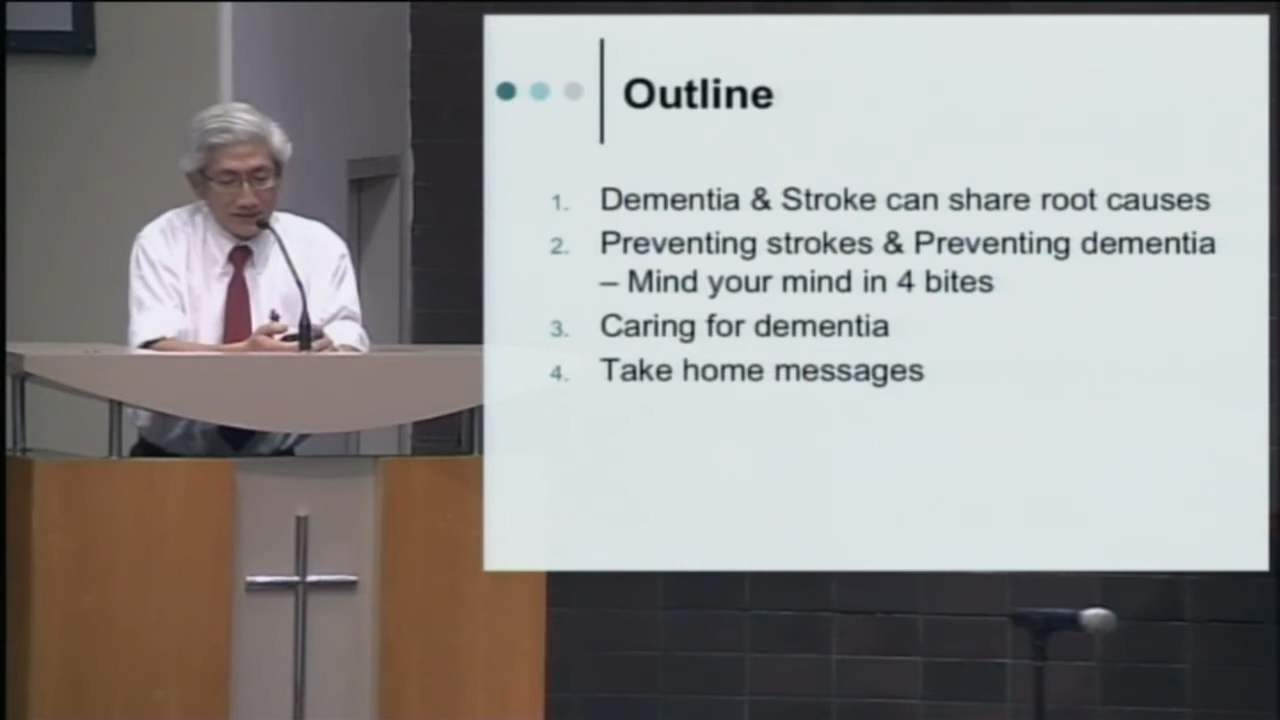 Outline
1. Dementia & Stroke can share root causes
2. Preventing strokes & Preventing dementia
– Mind your mind in 4 bites
3. Caring for dementia
4. Take home messages